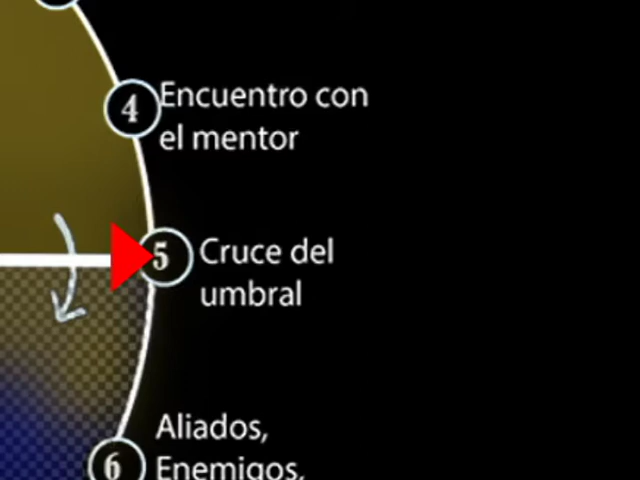 4 Encuentro con
el mentor
5 Cruce del
umbral
6 Aliados,
Enemigos,